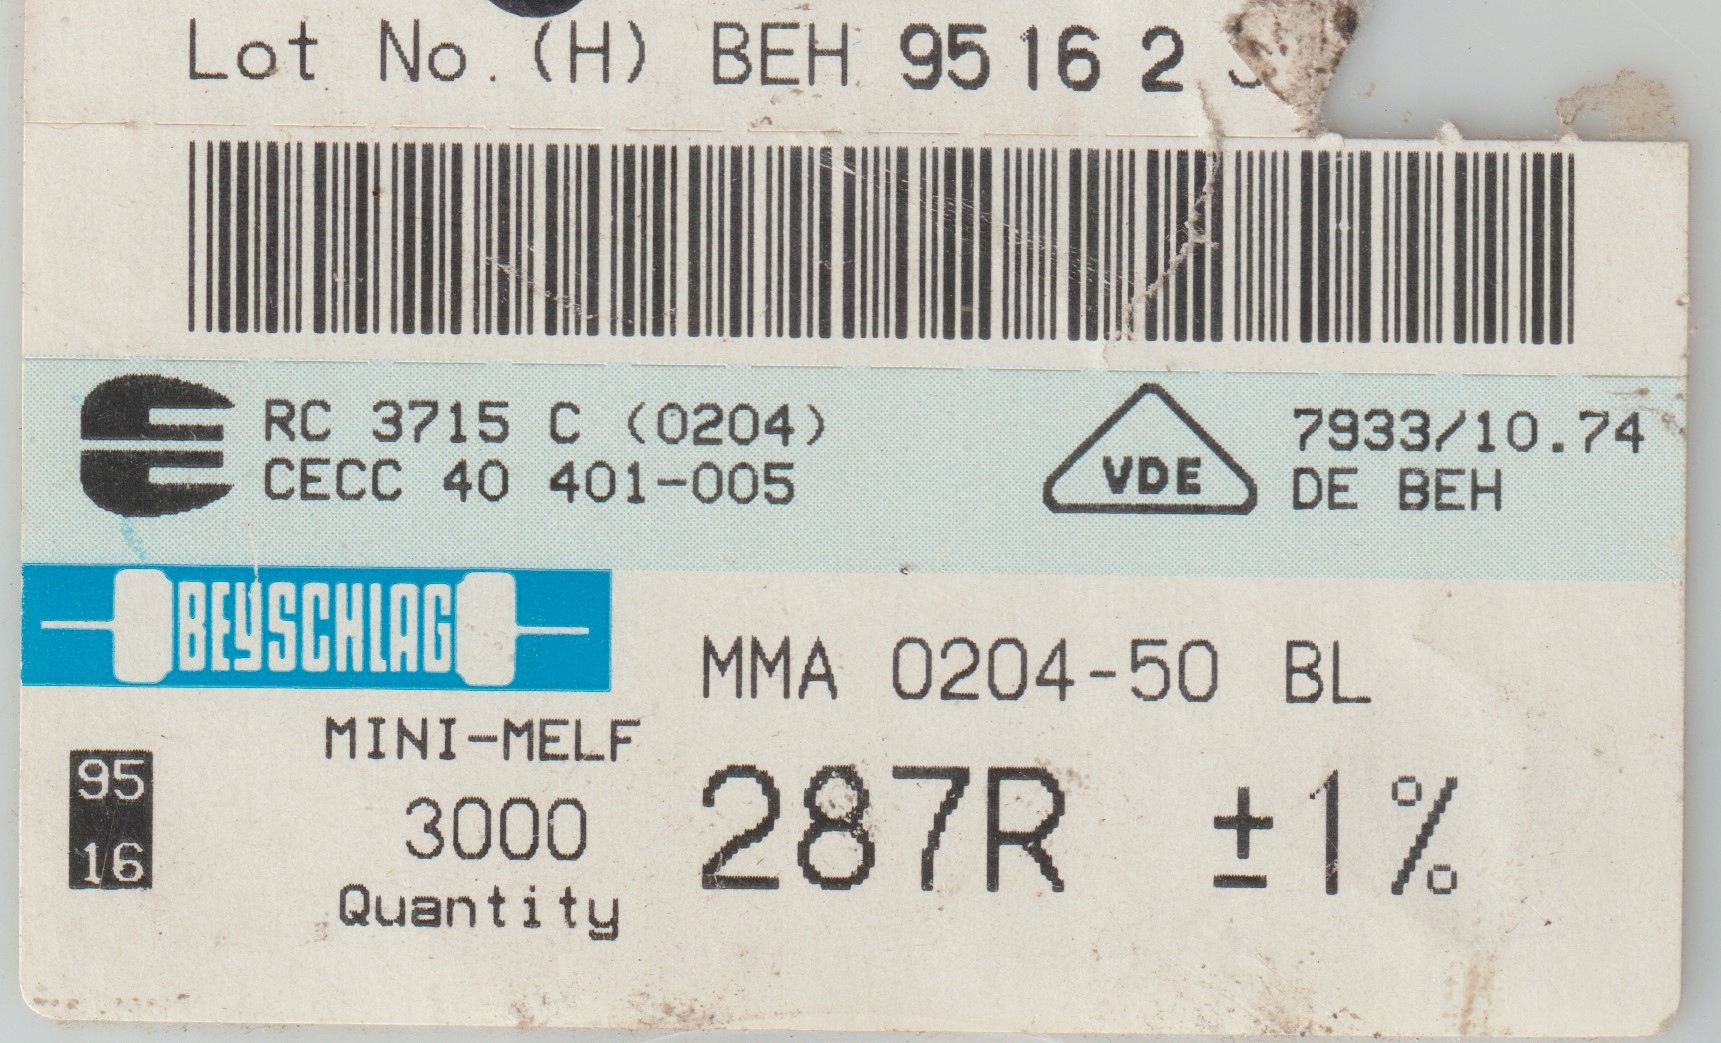 Lot No. (H) BEH 95 16 2
RC 3715 C (0204)
CECC 40 401-005
VDE
7933/10.74
DE BEH
BEYSCHLAG
MMA 0204-50 BL
MINI-MELF
3000
Quantity
287R ±1%
95
16